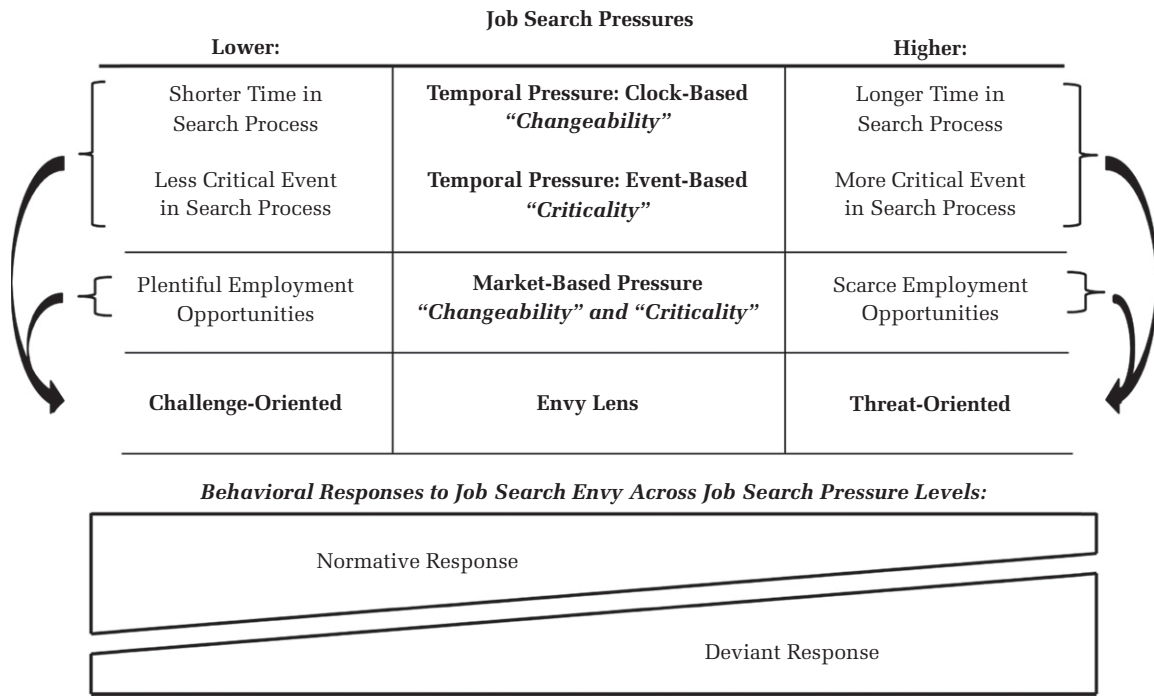 Job Search Pressures
Lower:
Higher:
Shorter Time in
Search Process
Temporal Pressure: Clock-Based
“Changeability”
Longer Time in
Search Process
Less Critical Event
in Search Process
Temporal Pressure: Event-Based
“Criticality”
More Critical Event
in Search Process
Plentiful Employment
Opportunities
Market-Based Pressure
“Changeability” and “Criticality”
Scarce Employment
Opportunities
Challenge-Oriented
Envy Lens
Threat-Oriented
Behavioral Responses to Job Search Envy Across Job Search Pressure Levels:
Normative Response
Deviant Response